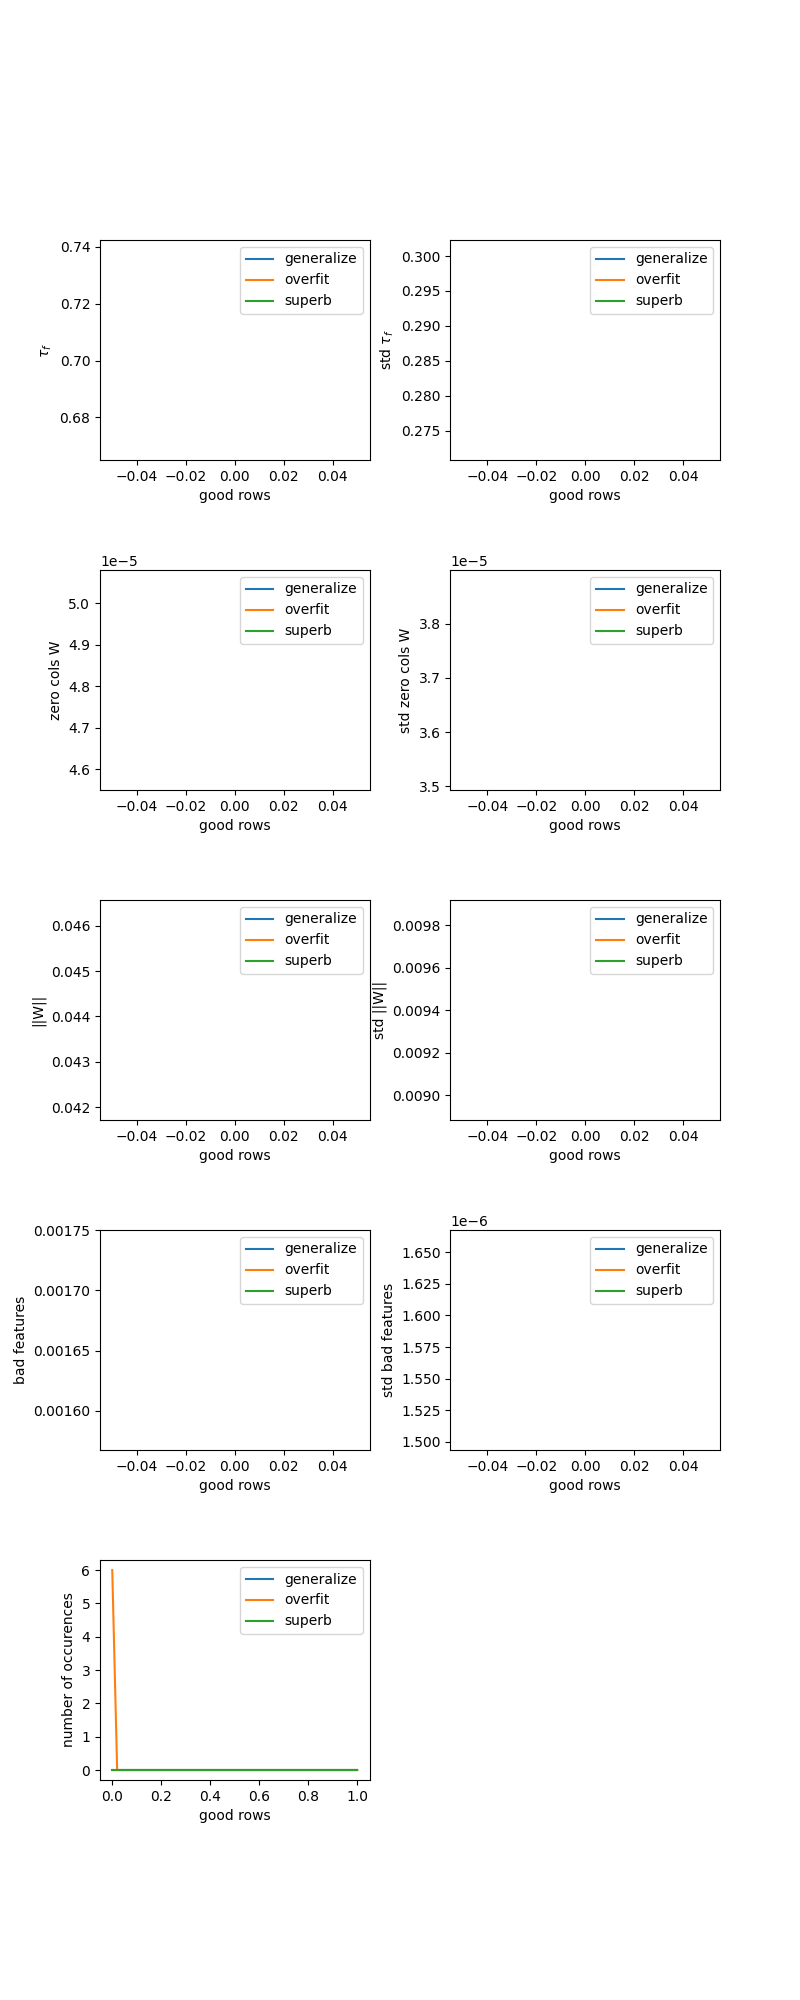 0.74
0.72
0.70
0.68
τf
generalize
overfit
superb
−0.04 −0.02 0.00 0.02 0.04
good rows
0.300
0.295
0.290
0.285
0.280
0.275
std τf
generalize
overfit
superb
−0.04 −0.02 0.00 0.02 0.04
good rows
1e−5
5.0
4.9
4.8
4.7
4.6
zero cols W
generalize
overfit
superb
−0.04 −0.02 0.00 0.02 0.04
good rows
1e−5
3.8
3.7
3.6
3.5
std zero cols W
generalize
overfit
superb
−0.04 −0.02 0.00 0.02 0.04
good rows
0.046
0.045
0.044
0.043
0.042
||W||
generalize
overfit
superb
−0.04 −0.02 0.00 0.02 0.04
good rows
0.0098
0.0096
0.0094
0.0092
0.0090
std ||W||
generalize
overfit
superb
−0.04 −0.02 0.00 0.02 0.04
good rows
0.00175
0.00170
0.00165
0.00160
bad features
generalize
overfit
superb
−0.04 −0.02 0.00 0.02 0.04
good rows
1e−6
1.650
1.625
1.600
1.575
1.550
1.525
1.500
std bad features
generalize
overfit
superb
−0.04 −0.02 0.00 0.02 0.04
good rows
6
5
4
3
2
1
0
number of occurences
generalize
overfit
superb
0.0 0.2 0.4 0.6 0.8 1.0
good rows